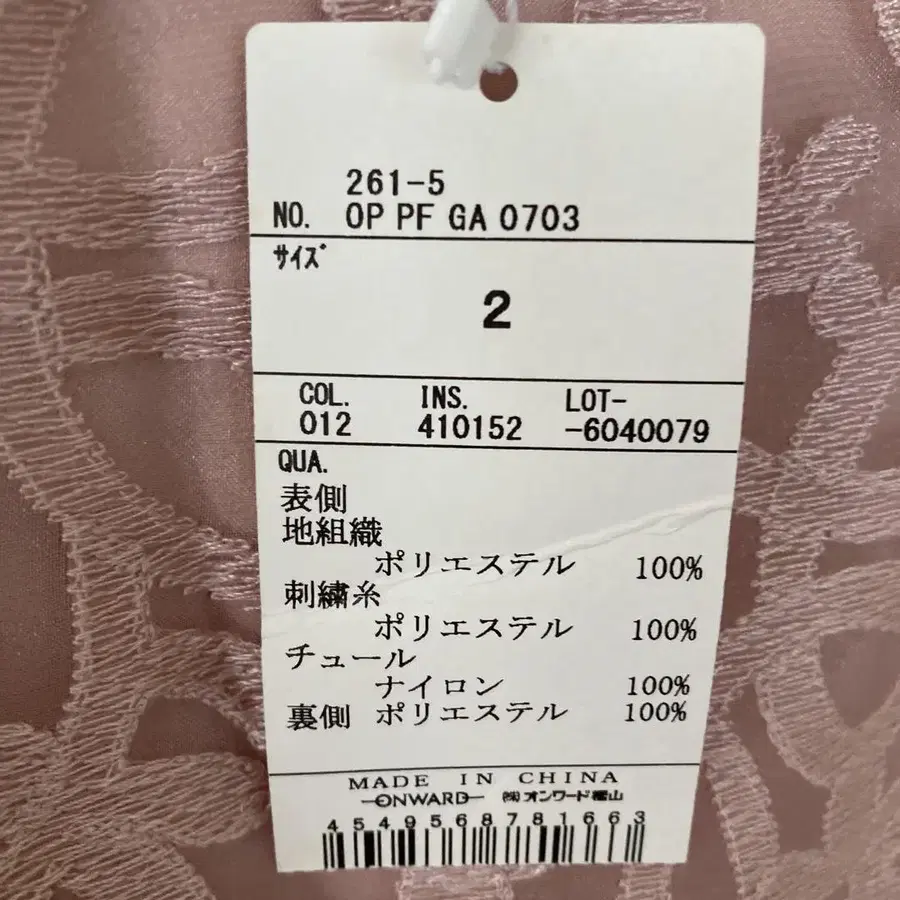 261-5
NO. OP PF GA 0703
サイズ
2
COL. INS. LOT-
012 410152 -6040079
QUA.
表側
地組織
ポリエステル 100%
刺繍糸
ポリエステル 100%
チュール
ナイロン 100%
裏側 ポリエステル 100%
MADE IN CHINA
ONWARD ㈱オンワード樫山
4549568781663